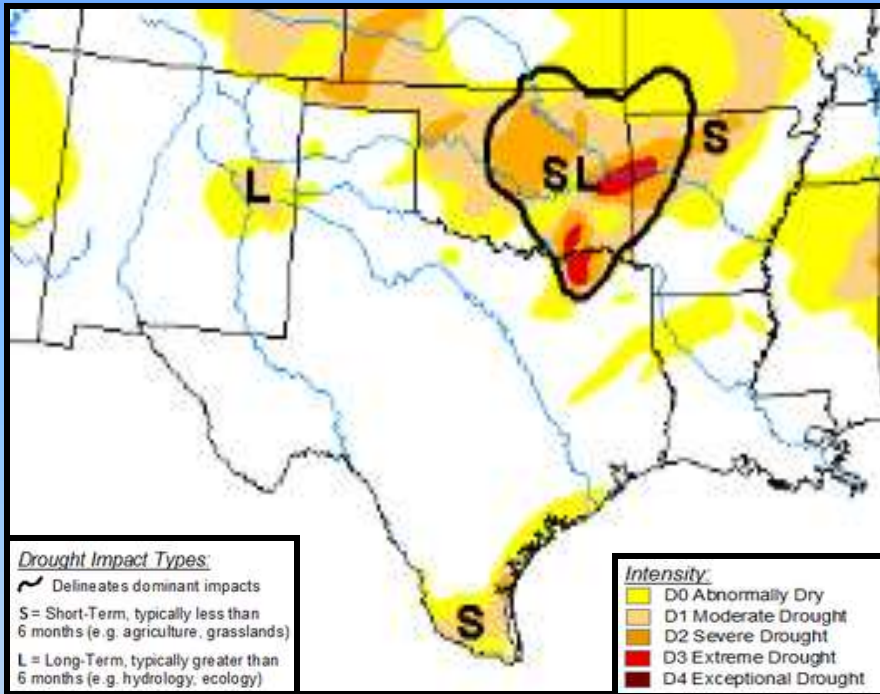 S
SL
L
S
Drought Impact Types:
Delineates dominant impacts
S = Short-Term, typically less than
6 months (e.g. agriculture, grasslands)
L = Long-Term, typically greater than
6 months (e.g. hydrology, ecology)
Intensity:
D0 Abnormally Dry
D1 Moderate Drought
D2 Severe Drought
D3 Extreme Drought
D4 Exceptional Drought